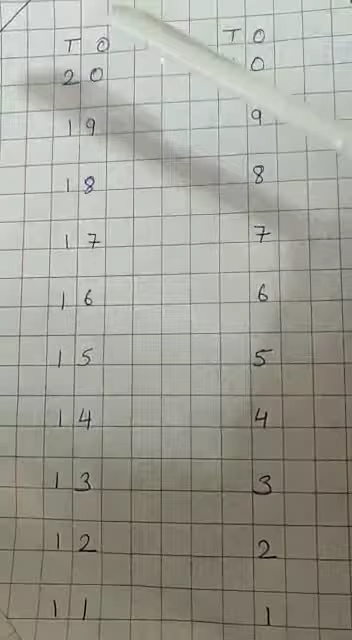 T O    T O
2 0    0
1 9    9
1 8    8
1 7    7
1 6    6
1 5    5
1 4    4
1 3    3
1 2    2
1 1    1